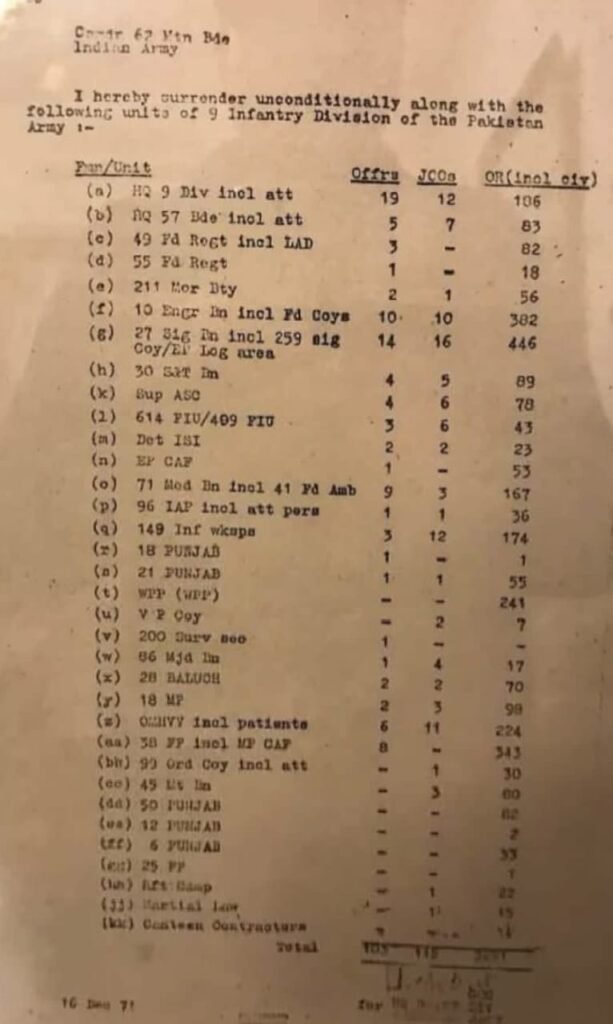 Comdr 62 Mtn Bde
Indian Army
I hereby surrender unconditionally along with the
following units of 9 Infantry Division of the Pakistan
Army :-
Fmn/Unit Offrs JCOs OR(incl civ)
(a) HQ 9 Div incl att 19 12 106
(b) HQ 57 Bde incl att 5 7 83
(c) 49 Fd Regt incl LAD 3 - 82
(d) 55 Fd Regt 1 - 18
(e) 211 Mor Bty 2 1 56
(f) 10 Engr Bn incl Fd Coys 10 10 382
(g) 27 Sig Bn incl 259 sig 14 16 446
Coy/EP Log area
(h) 30 S&T Bn 4 5 89
(k) Sup ASC 4 6 78
(l) 614 FIU/409 FIU 3 6 43
(m) Det ISI 2 2 23
(n) EP CAF 1 - 53
(o) 71 Med Bn incl 41 Fd Amb 9 3 167
(p) 96 IAP incl att pers 1 1 36
(q) 149 Inf wksps 3 12 174
(r) 18 PUNJAB 1 - 1
(s) 21 PUNJAB 1 1 55
(t) WPP (WPP) - - 241
(u) V P Coy - 2 7
(v) 200 Surv sec 1 - -
(w) 86 Mjd Bn 1 4 17
(x) 28 BALUCH 2 2 70
(y) 18 MP 2 3 98
(z) incl patients 6 11 224
(aa) 38 FF incl MP CAF 8 - 343
(bb) 99 Ord Coy incl att - 1 30
(cc) 45 Bn - 3
(dd) 50 PUNJAB - - 82
(ee) 12 PUNJAB - - 2
(ff) 6 PUNJAB - - 33
(gg) 25 FF - - 1
(hh) Rft Camp - 1 22
(jj) Martial Law - 1 15
(kk) Canteen Contractors
Total 103
16 Dec 71
for